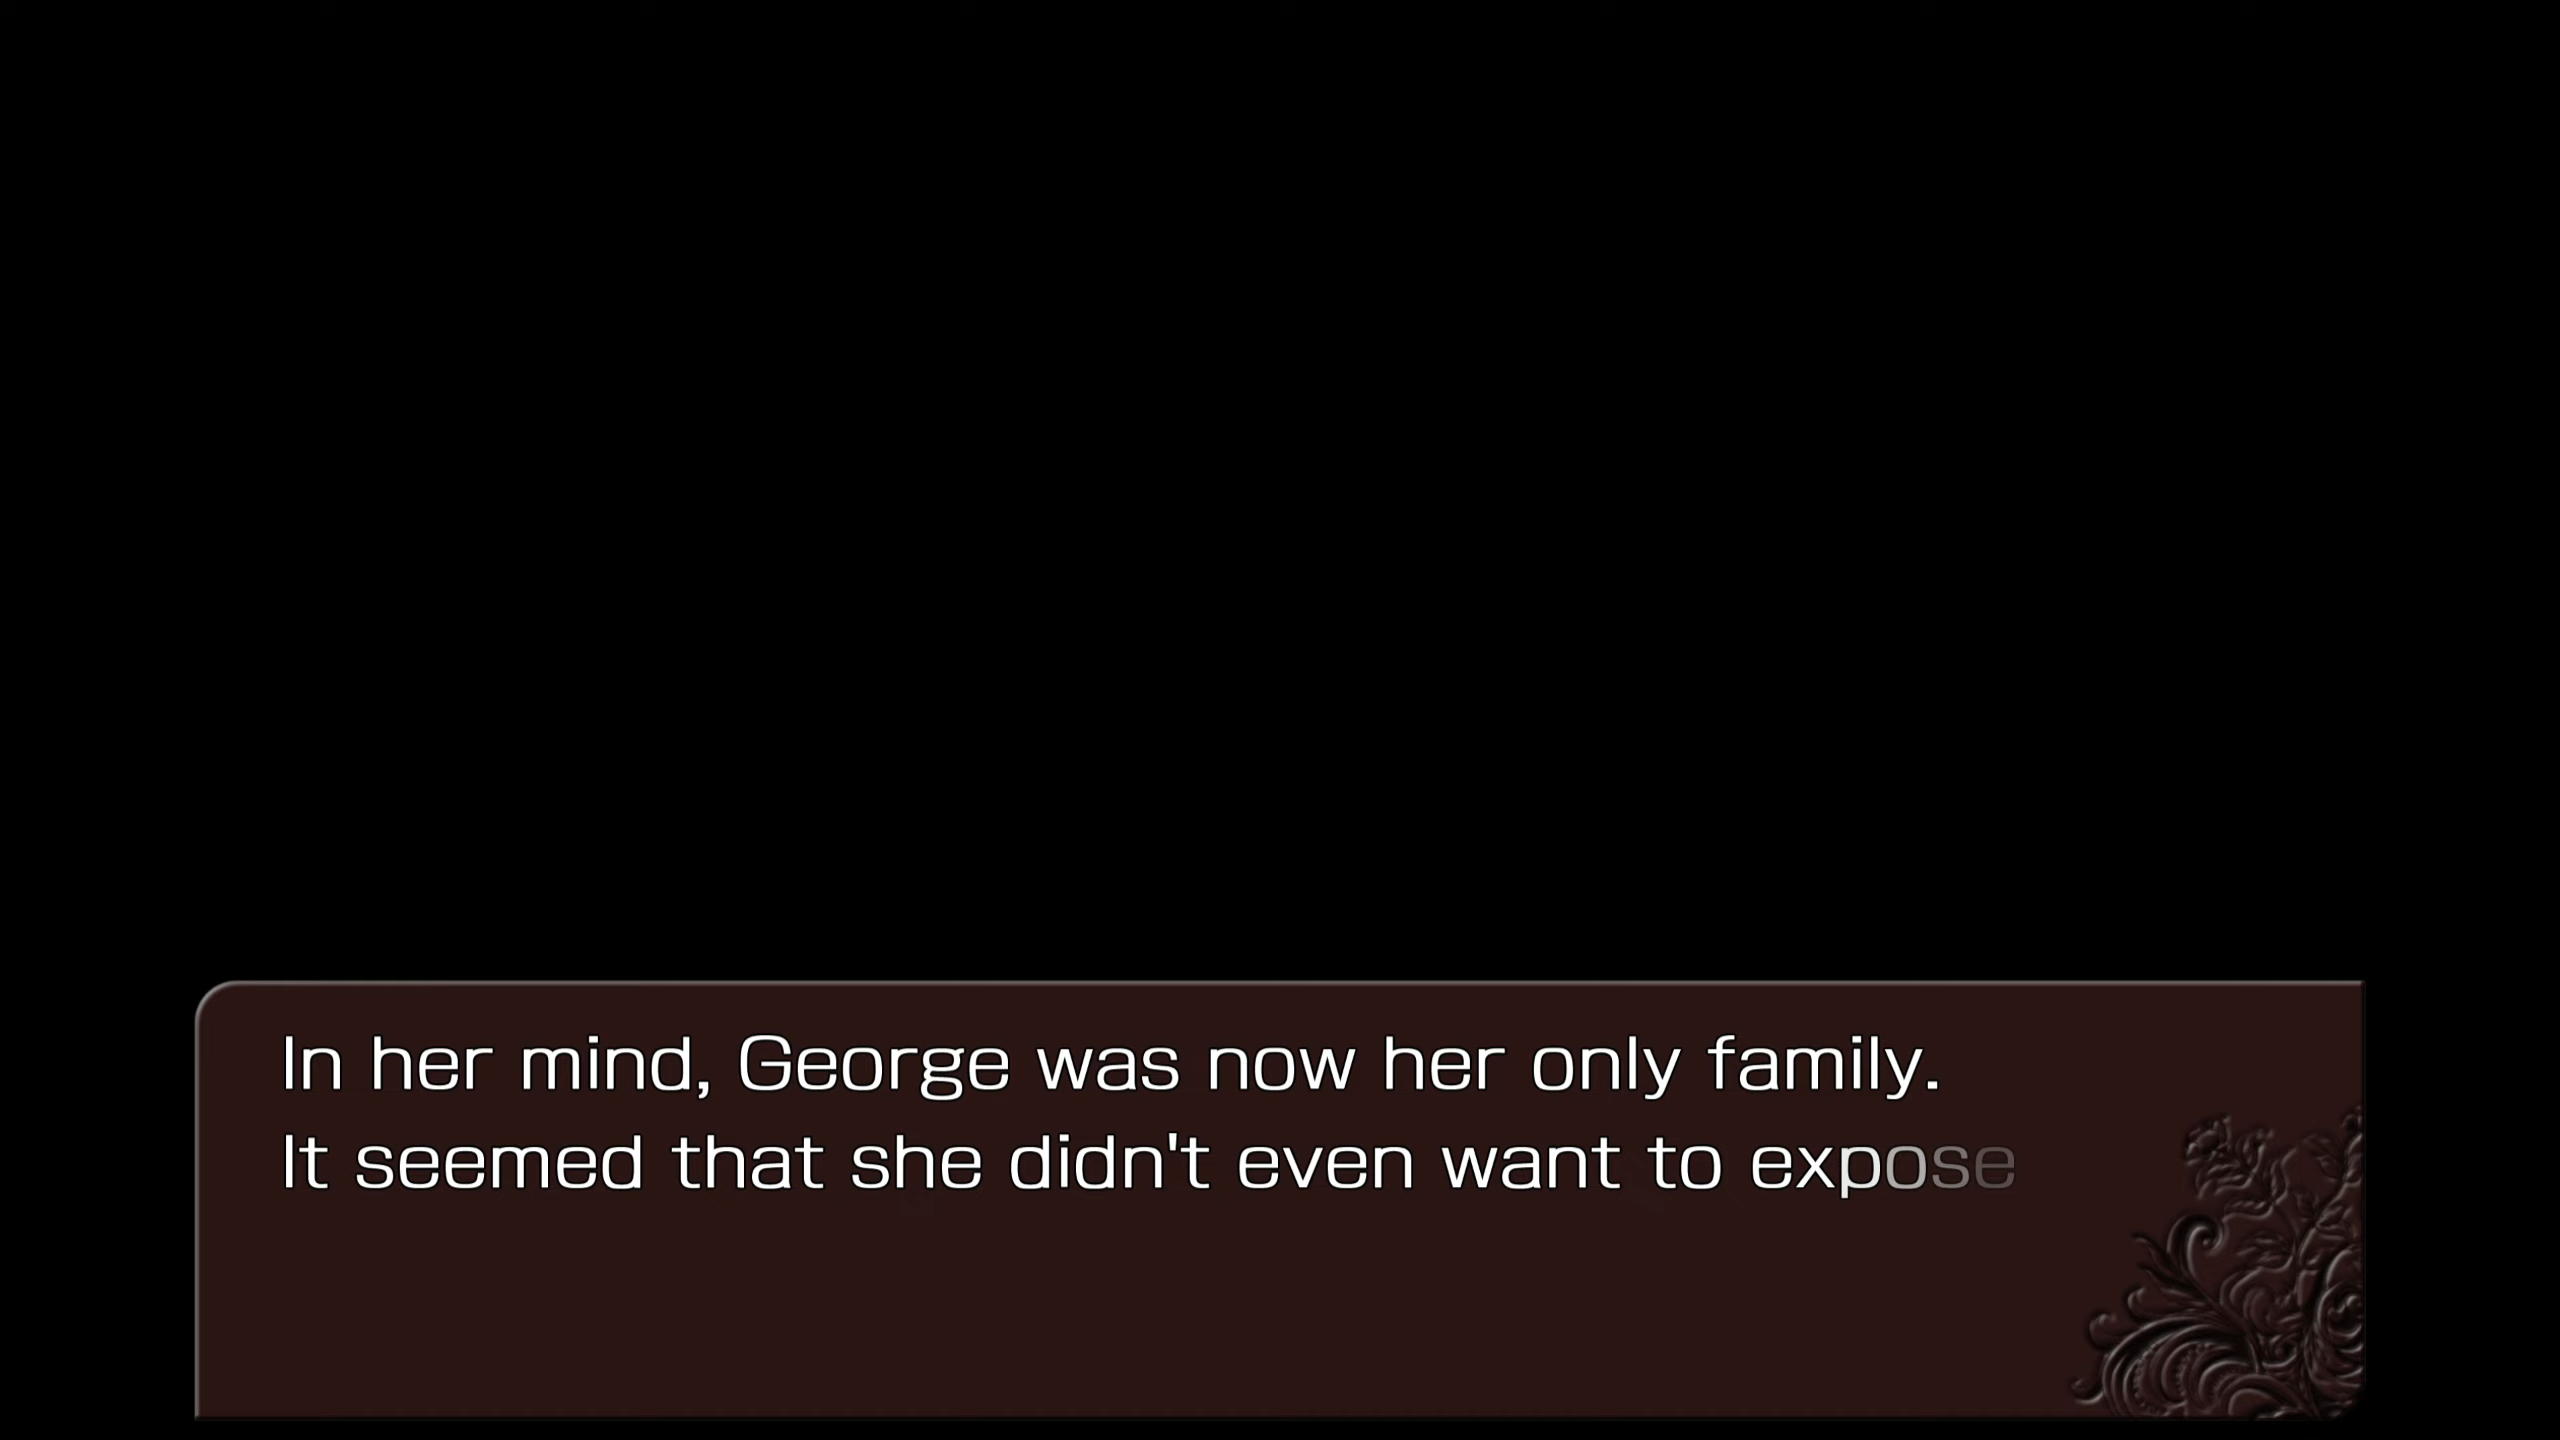 In her mind, George was now her only family.
It seemed that she didn't even want to expose